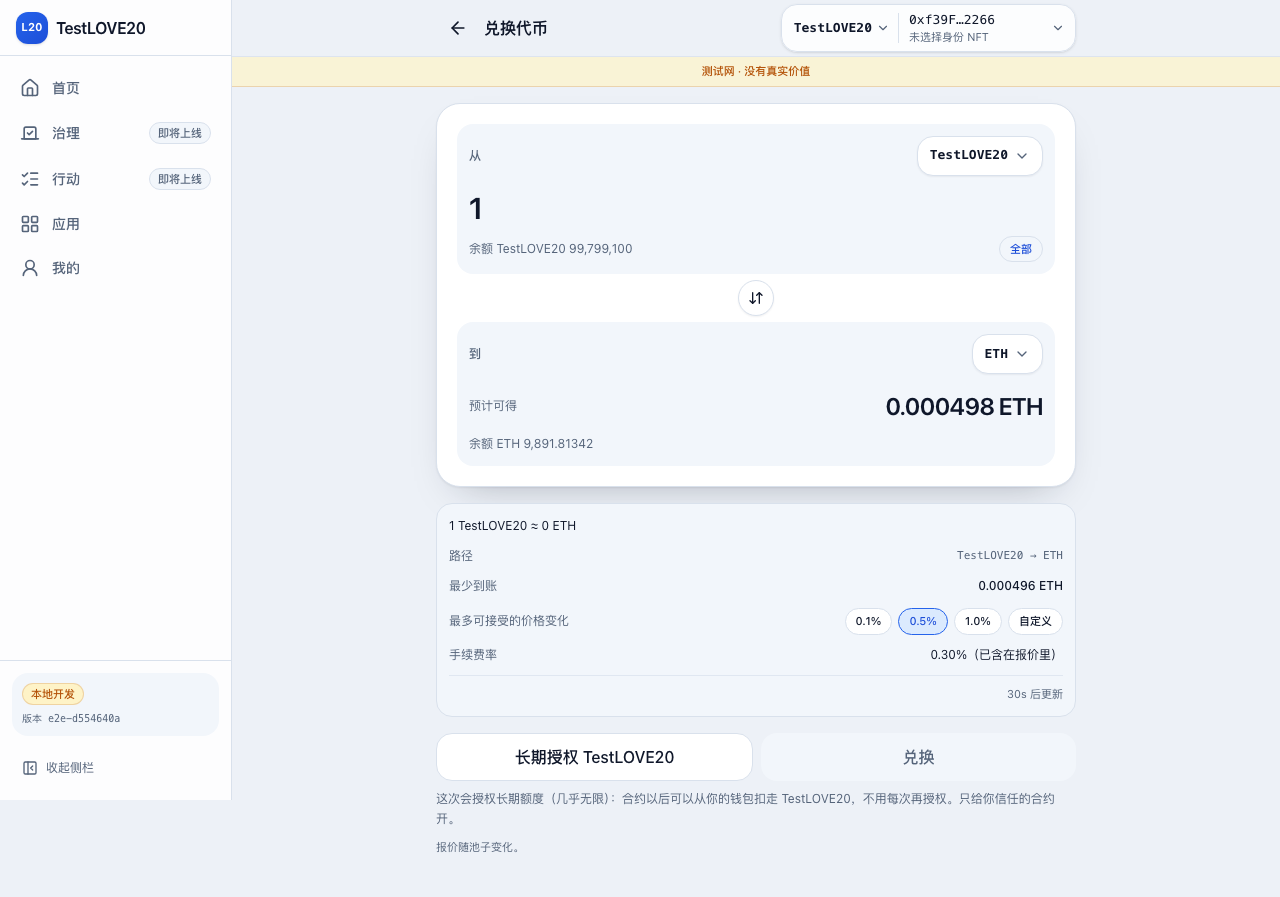 L20 TestLOVE20
首页
治理 即将上线
行动 即将上线
应用
我的
本地开发
版本 e2e-d554640a
收起侧栏
兑换代币
TestLOVE20
0xf39F…2266
未选择身份 NFT
测试网 · 没有真实价值
从 TestLOVE20
1
余额 TestLOVE20 99,799,100 全部
到 ETH
预计可得 0.000498 ETH
余额 ETH 9,891.81342
1 TestLOVE20 ≈ 0 ETH
路径 TestLOVE20 → ETH
最少到账 0.000496 ETH
最多可接受的价格变化 0.1% 0.5% 1.0% 自定义
手续费率 0.30%（已含在报价里）
30s 后更新
长期授权 TestLOVE20 兑换
这次会授权长期额度（几乎无限）：合约以后可以从你的钱包扣走 TestLOVE20，不用每次再授权。只给你信任的合约
开。
报价随池子变化。